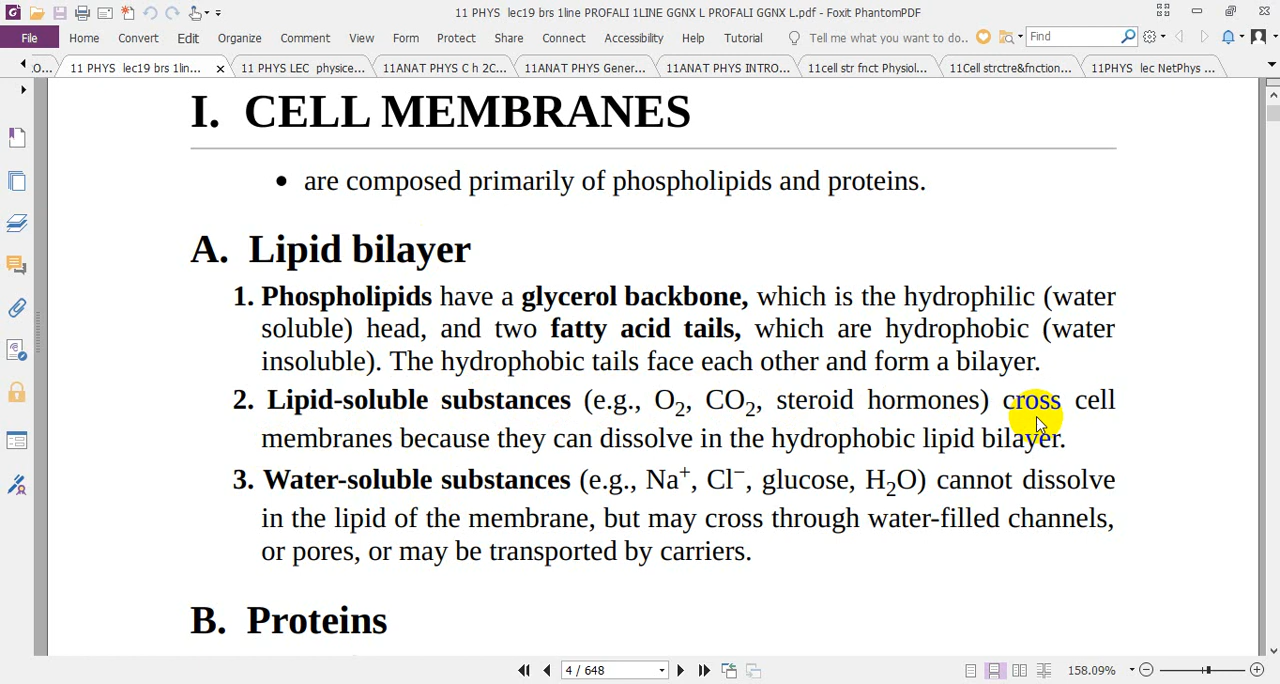 11 PHYS lec19 brs 1line PROFALI 1LINE GGNX L PROFALI GGNX L.pdf - Foxit PhantomPDF
File Home Convert Edit Organize Comment View Form Protect Share Connect Accessibility Help Tutorial Tell me what you want to do.. Find
O... 11 PHYS lec19 brs 1lin... × 11 PHYS LEC physice... 11ANAT PHYS C h 2C... 11ANAT PHYS Gener... 11ANAT PHYS INTRO... 11cell str fnct Physiol... 11Cell strctre&fnction... 11PHYS lec NetPhys ...
I. CELL MEMBRANES
• are composed primarily of phospholipids and proteins.
A. Lipid bilayer
1. Phospholipids have a glycerol backbone, which is the hydrophilic (water
soluble) head, and two fatty acid tails, which are hydrophobic (water
insoluble). The hydrophobic tails face each other and form a bilayer.
2. Lipid-soluble substances (e.g., O₂, CO₂, steroid hormones) cross cell
membranes because they can dissolve in the hydrophobic lipid bilayer.
3. Water-soluble substances (e.g., Na⁺, Cl⁻, glucose, H₂O) cannot dissolve
in the lipid of the membrane, but may cross through water-filled channels,
or pores, or may be transported by carriers.
B. Proteins
4 / 648 158.09%